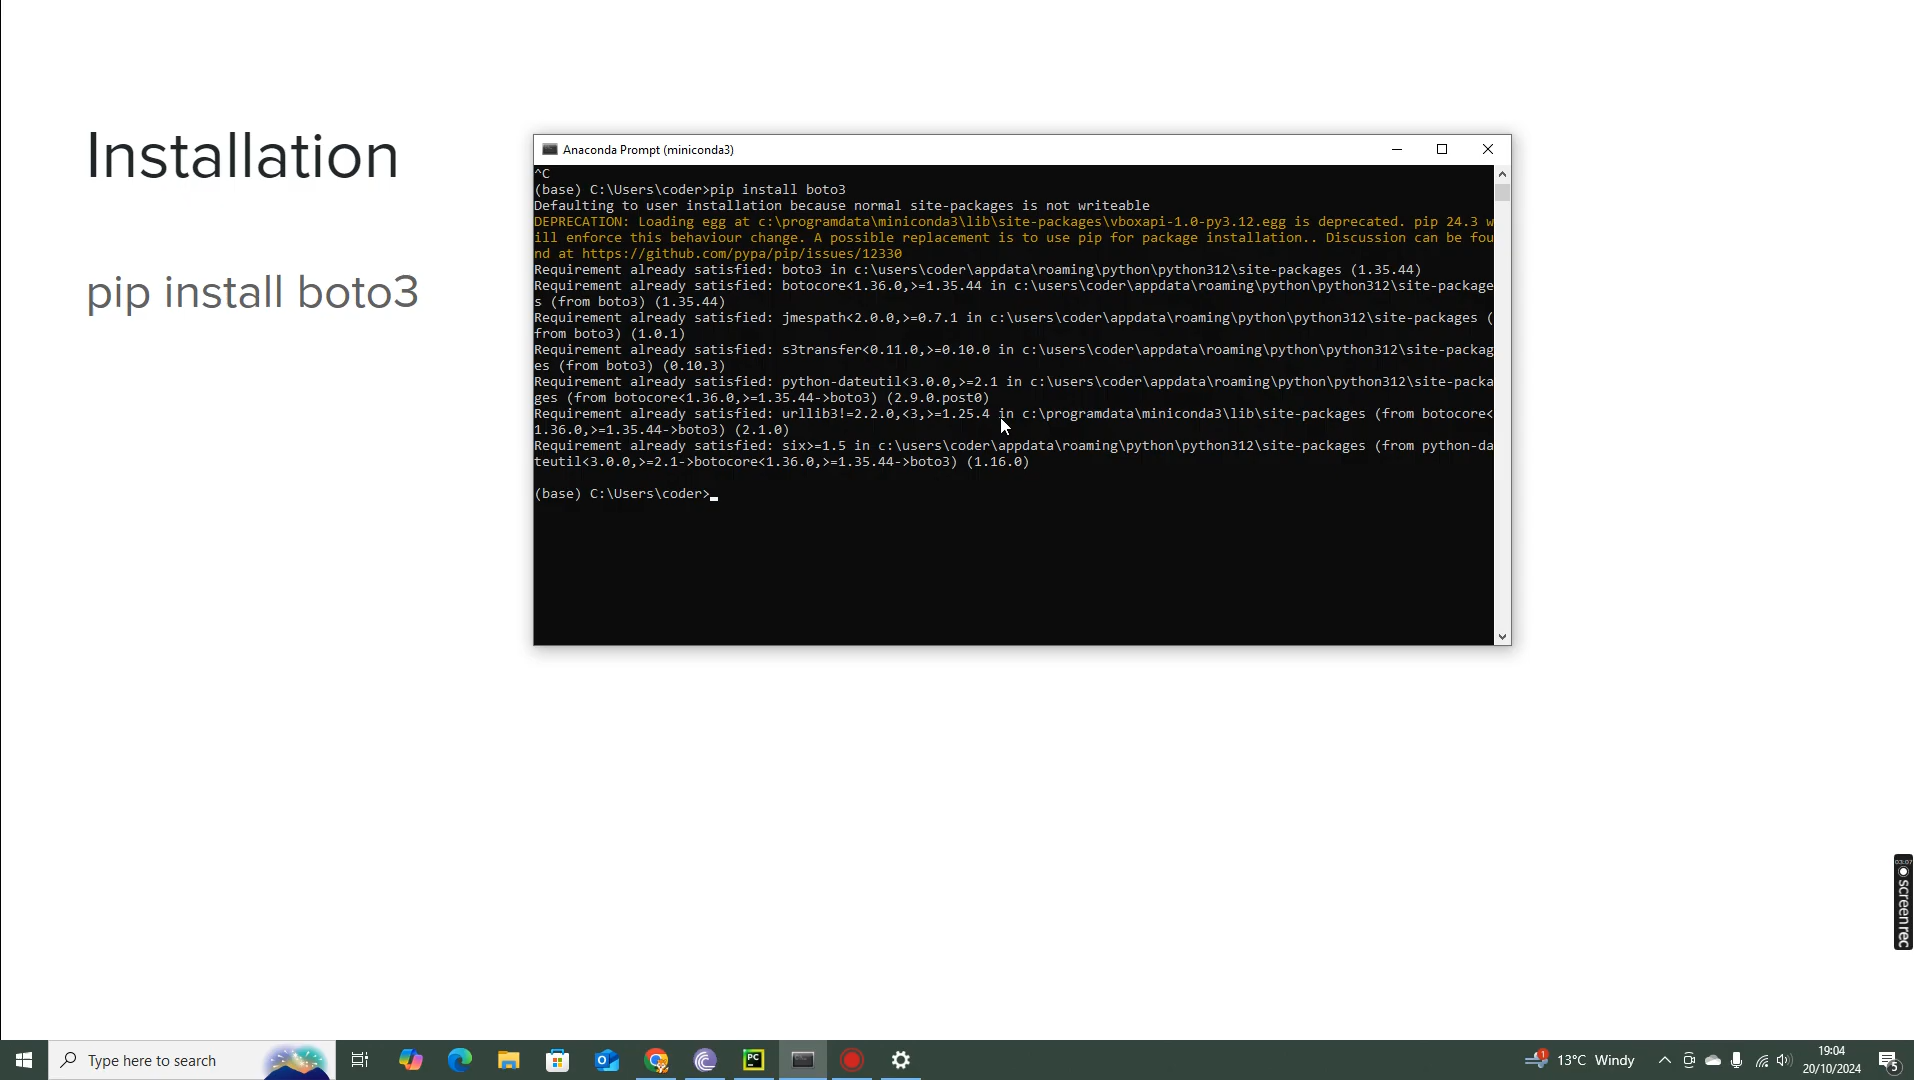 Installation
pip install boto3
Anaconda Prompt (miniconda3)
^C
(base) C:\Users\coder>pip install boto3
Defaulting to user installation because normal site-packages is not writeable
DEPRECATION: Loading egg at c:\programdata\miniconda3\lib\site-packages\vboxapi-1.0-py3.12.egg is deprecated. pip 24.3 w
ill enforce this behaviour change. A possible replacement is to use pip for package installation.. Discussion can be fou
nd at https://github.com/pypa/pip/issues/12330
Requirement already satisfied: boto3 in c:\users\coder\appdata\roaming\python\python312\site-packages (1.35.44)
Requirement already satisfied: botocore<1.36.0,>=1.35.44 in c:\users\coder\appdata\roaming\python\python312\site-package
s (from boto3) (1.35.44)
Requirement already satisfied: jmespath<2.0.0,>=0.7.1 in c:\users\coder\appdata\roaming\python\python312\site-packages (
from boto3) (1.0.1)
Requirement already satisfied: s3transfer<0.11.0,>=0.10.0 in c:\users\coder\appdata\roaming\python\python312\site-packag
es (from boto3) (0.10.3)
Requirement already satisfied: python-dateutil<3.0.0,>=2.1 in c:\users\coder\appdata\roaming\python\python312\site-packa
ges (from botocore<1.36.0,>=1.35.44->boto3) (2.9.0.post0)
Requirement already satisfied: urllib3!=2.2.0,<3,>=1.25.4 in c:\programdata\miniconda3\lib\site-packages (from botocore<
1.36.0,>=1.35.44->boto3) (2.1.0)
Requirement already satisfied: six>=1.5 in c:\users\coder\appdata\roaming\python\python312\site-packages (from python-da
teutil<3.0.0,>=2.1->botocore<1.36.0,>=1.35.44->boto3) (1.16.0)
(base) C:\Users\coder>
03:07
screenrec
Type here to search
PC
1
13°C Windy
19:04
20/10/2024
5